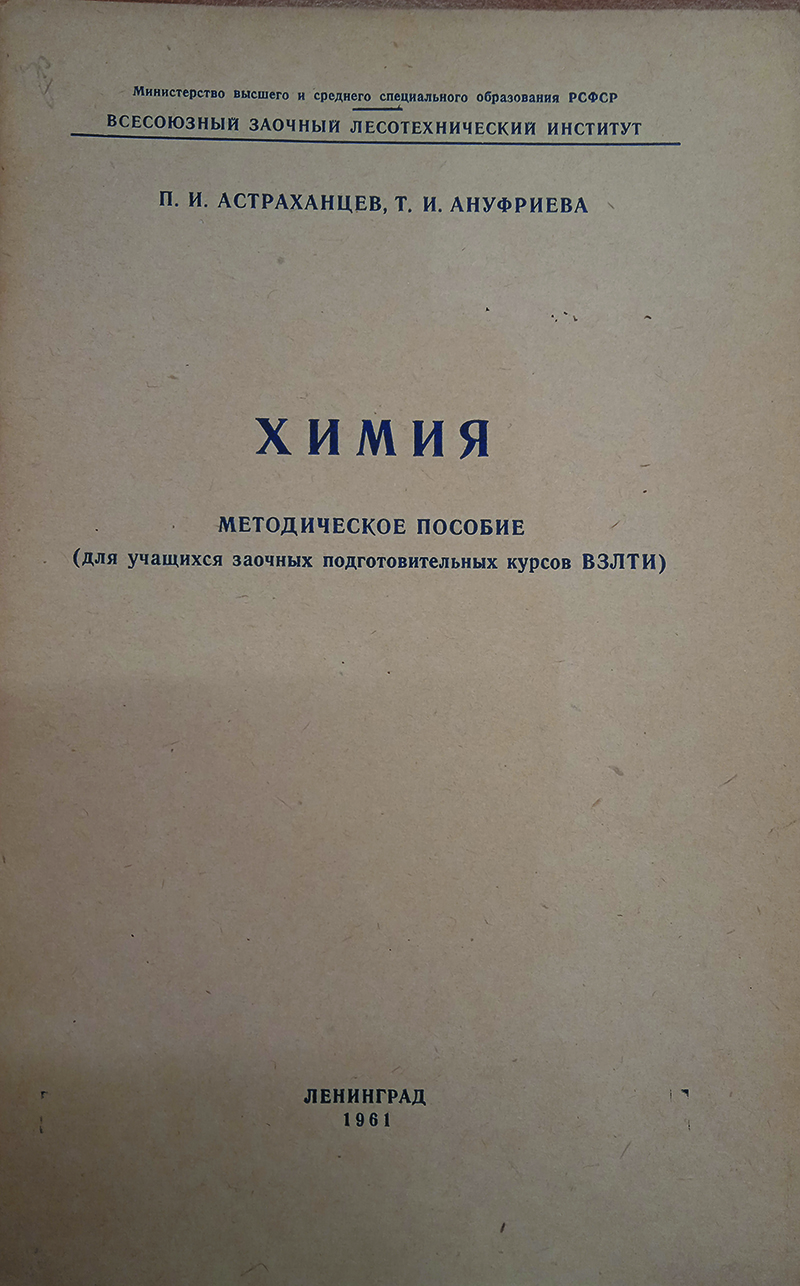 Министерство высшего и среднего специального образования РСФСР
ВСЕСОЮЗНЫЙ ЗАОЧНЫЙ ЛЕСОТЕХНИЧЕСКИЙ ИНСТИТУТ
П. И. АСТРАХАНЦЕВ, Т. И. АНУФРИЕВА
ХИМИЯ
МЕТОДИЧЕСКОЕ ПОСОБИЕ
(для учащихся заочных подготовительных курсов ВЗЛТИ)
ЛЕНИНГРАД
1961